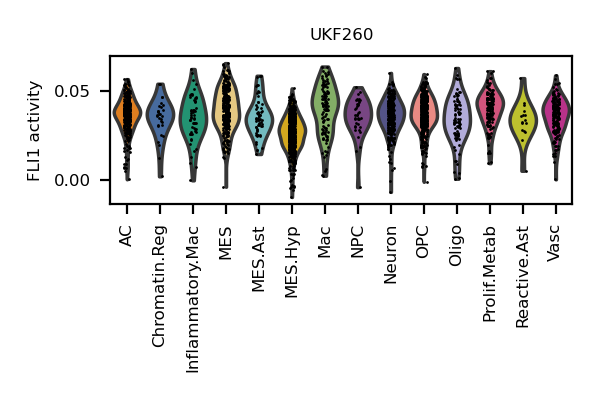 UKF260
FLI1 activity
0.05
0.00
AC
Chromatin.Reg
Inflammatory.Mac
MES
MES.Ast
MES.Hyp
Mac
NPC
Neuron
OPC
Oligo
Prolif.Metab
Reactive.Ast
Vasc